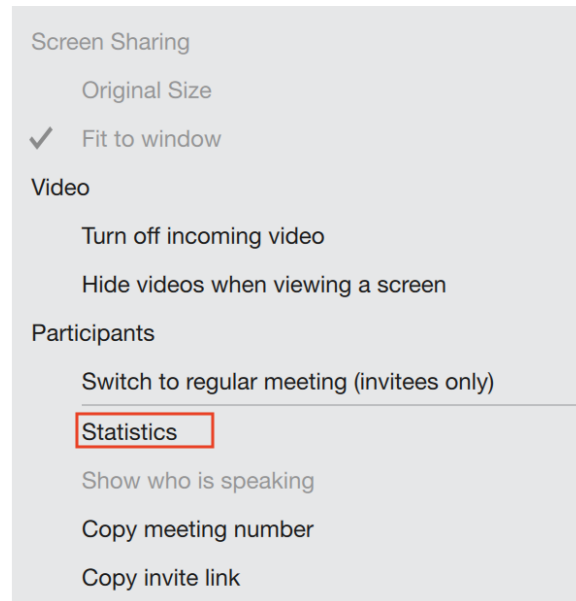 Screen Sharing
Original Size
Fit to window
Video
Turn off incoming video
Hide videos when viewing a screen
Participants
Switch to regular meeting (invitees only)
Statistics
Show who is speaking
Copy meeting number
Copy invite link